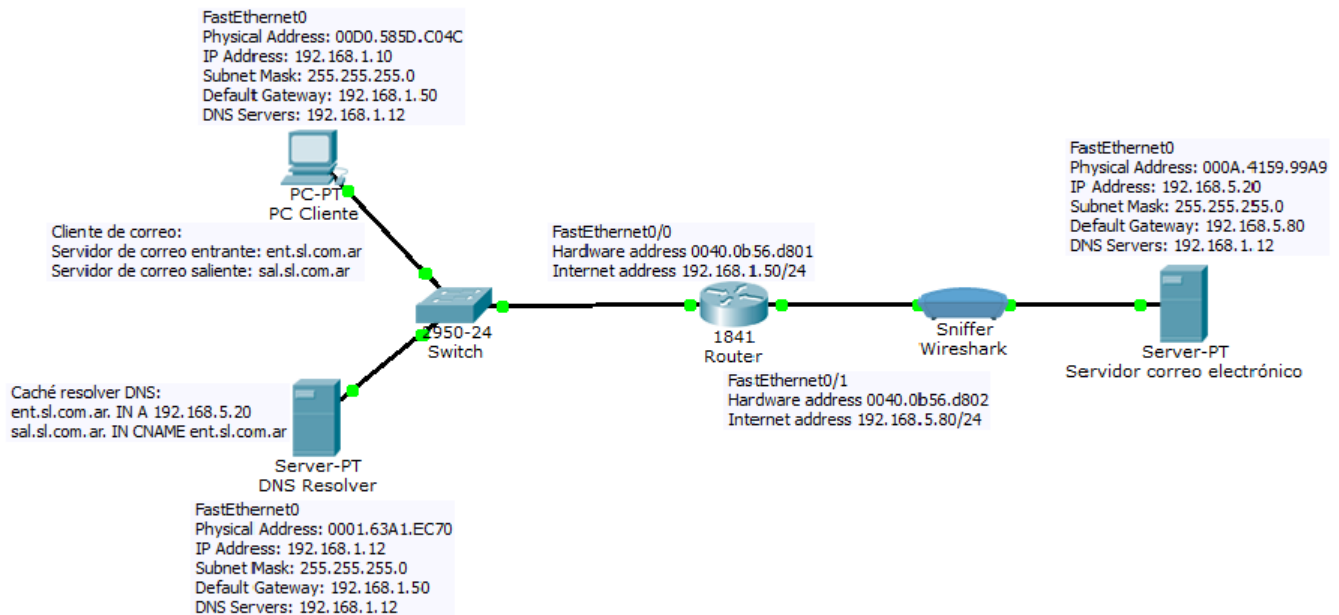 FastEthernet0
Physical Address: 00D0.585D.C04C
IP Address: 192.168.1.10
Subnet Mask: 255.255.255.0
Default Gateway: 192.168.1.50
DNS Servers: 192.168.1.12
PC-PT
PC Cliente
Cliente de correo:
Servidor de correo entrante: ent.sl.com.ar
Servidor de correo saliente: sal.sl.com.ar
FastEthernet0/0
Hardware address 0040.0b56.d801
Internet address 192.168.1.50/24
FastEthernet0
Physical Address: 000A.4159.99A9
IP Address: 192.168.5.20
Subnet Mask: 255.255.255.0
Default Gateway: 192.168.5.80
DNS Servers: 192.168.1.12
2950-24
Switch
1841
Router
Sniffer
Wireshark
Server-PT
Servidor correo electrónico
FastEthernet0/1
Hardware address 0040.0b56.d802
Internet address 192.168.5.80/24
Caché resolver DNS:
ent.sl.com.ar. IN A 192.168.5.20
sal.sl.com.ar. IN CNAME ent.sl.com.ar
Server-PT
DNS Resolver
FastEthernet0
Physical Address: 0001.63A1.EC70
IP Address: 192.168.1.12
Subnet Mask: 255.255.255.0
Default Gateway: 192.168.1.50
DNS Servers: 192.168.1.12